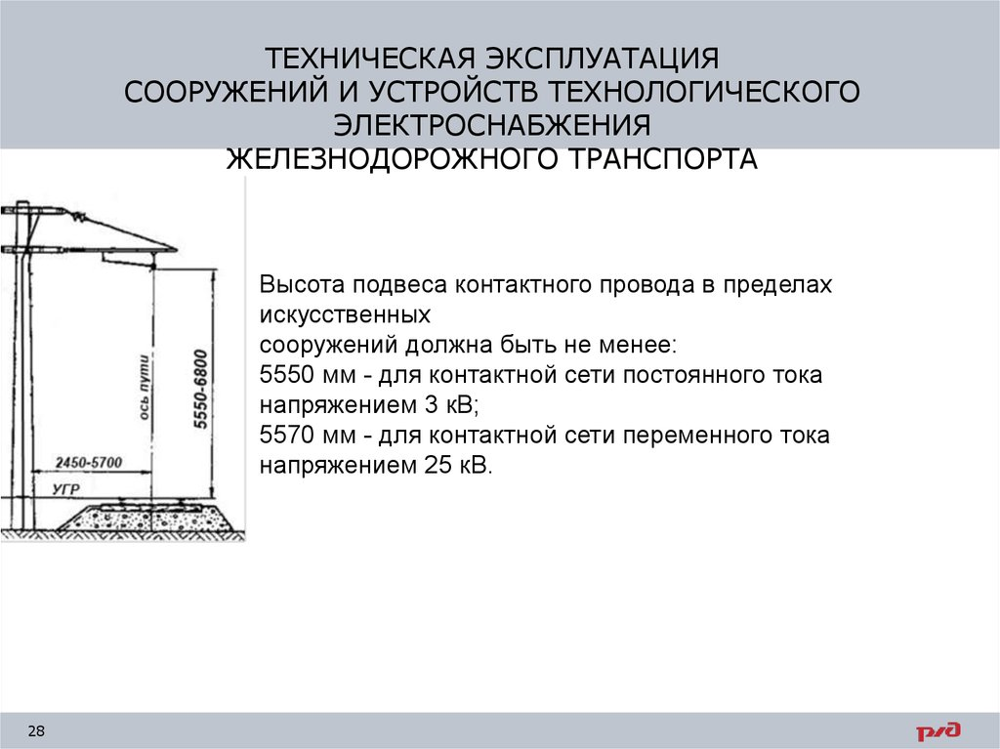 ТЕХНИЧЕСКАЯ ЭКСПЛУАТАЦИЯ
СООРУЖЕНИЙ И УСТРОЙСТВ ТЕХНОЛОГИЧЕСКОГО
ЭЛЕКТРОСНАБЖЕНИЯ
ЖЕЛЕЗНОДОРОЖНОГО ТРАНСПОРТА
ось пути
5550-6800
2450-5700
УГР
Высота подвеса контактного провода в пределах
искусственных
сооружений должна быть не менее:
5550 мм - для контактной сети постоянного тока
напряжением 3 кВ;
5570 мм - для контактной сети переменного тока
напряжением 25 кВ.
28
ржд